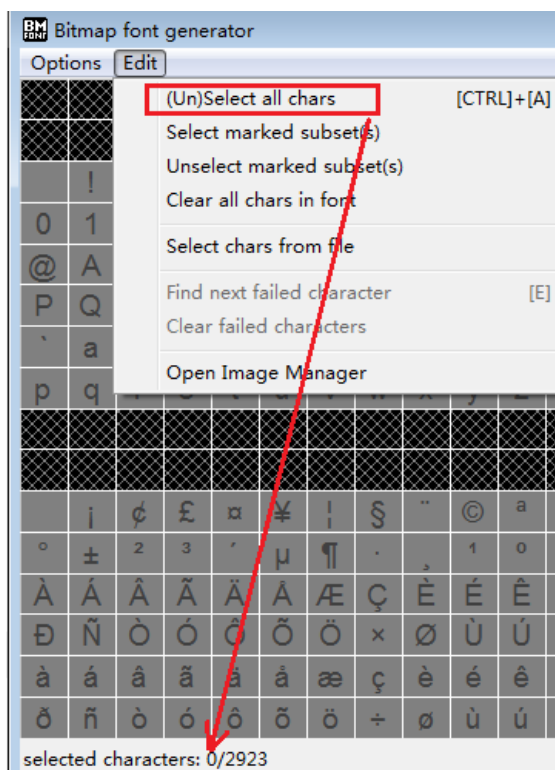 BM FONT Bitmap font generator
Options Edit
(Un)Select all chars [CTRL]+[A]
Select marked subset(s)
Unselect marked subset(s)
Clear all chars in font
Select chars from file
Find next failed character [E]
Clear failed characters
Open Image Manager
!
0 1
@ A
P Q
` a
p q
¡ ¢ £ ¤ ¥ ¦ § ¨ © ª
° ± ² ³ ´ µ ¶ · ¸ ¹ º
À Á Â Ã Ä Å Æ Ç È É Ê
Ð Ñ Ò Ó Ô Õ Ö × Ø Ù Ú
à á â ã ä å æ ç è é ê
ð ñ ò ó ô õ ö ÷ ø ù ú
selected characters: 0/2923